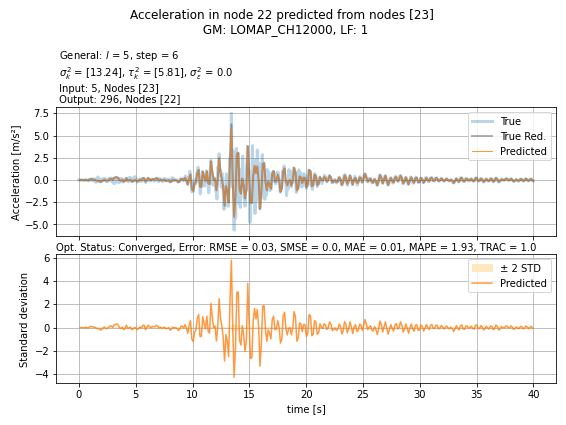 Acceleration in node 22 predicted from nodes [23]
GM: LOMAP_CH12000, LF: 1
General: l = 5, step = 6
σ²ₖ = [13.24], τ²ₖ = [5.81], σ²ε = 0.0
Input: 5, Nodes [23]
Output: 296, Nodes [22]
Acceleration [m/s²]
7.5
5.0
2.5
0.0
−2.5
−5.0
True
True Red.
Predicted
Opt. Status: Converged, Error: RMSE = 0.03, SMSE = 0.0, MAE = 0.01, MAPE = 1.93, TRAC = 1.0
Standard deviation
6
4
2
0
−2
−4
± 2 STD
Predicted
0 5 10 15 20 25 30 35 40
time [s]